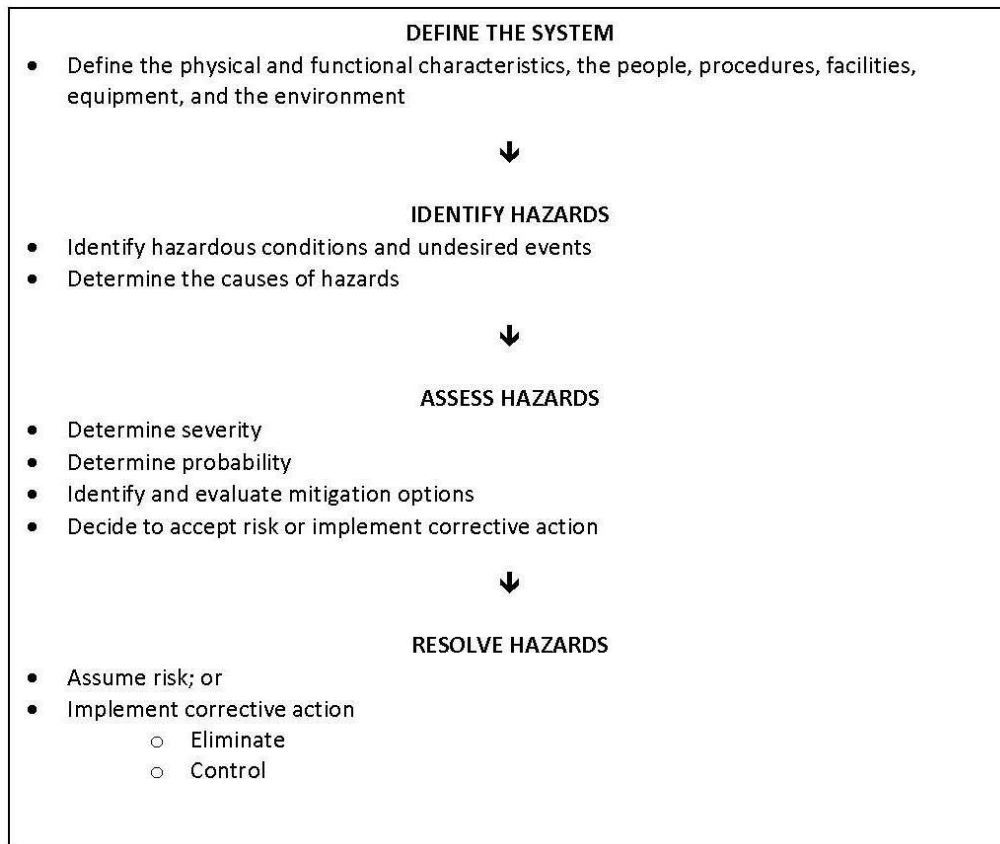 DEFINE THE SYSTEM
• Define the physical and functional characteristics, the people, procedures, facilities,
equipment, and the environment
↓
IDENTIFY HAZARDS
• Identify hazardous conditions and undesired events
• Determine the causes of hazards
↓
ASSESS HAZARDS
• Determine severity
• Determine probability
• Identify and evaluate mitigation options
• Decide to accept risk or implement corrective action
↓
RESOLVE HAZARDS
• Assume risk; or
• Implement corrective action
○ Eliminate
○ Control